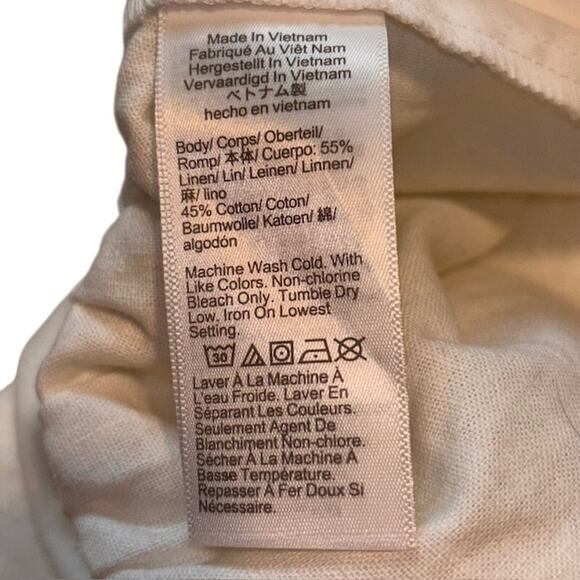 Made In Vietnam
Fabriqué Au Viêt Nam
Hergestellt In Vietnam
Vervaardigd In Vietnam
ベトナム製
hecho en vietnam
Body/ Corps/ Oberteil/
Romp/ 本体/ Cuerpo: 55%
Linen/ Lin/ Leinen/ Linnen/
麻/ lino
45% Cotton/ Coton/
Baumwolle/ Katoen/ 綿/
algodón
Machine Wash Cold. With
Like Colors. Non-chlorine
Bleach Only. Tumble Dry
Low. Iron On Lowest
Setting.
30
Laver À La Machine À
L'eau Froide. Laver En
Séparant Les Couleurs.
Seulement Agent De
Blanchiment Non-chlore.
Sécher À La Machine À
Basse Température.
Repasser À Fer Doux Si
Nécessaire.